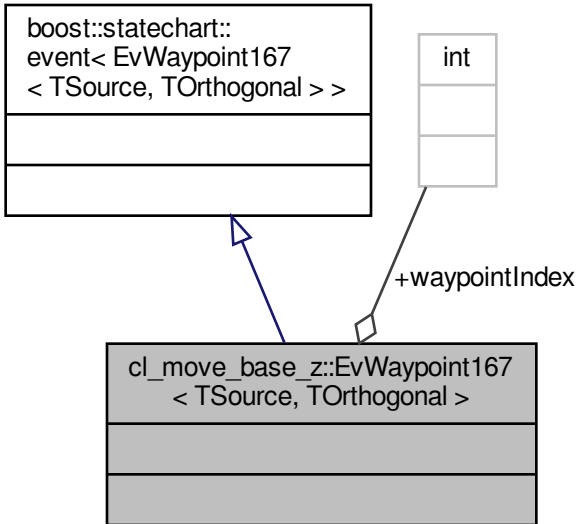 boost::statechart::
event< EvWaypoint167
< TSource, TOrthogonal > >
int
+waypointIndex
cl_move_base_z::EvWaypoint167
< TSource, TOrthogonal >